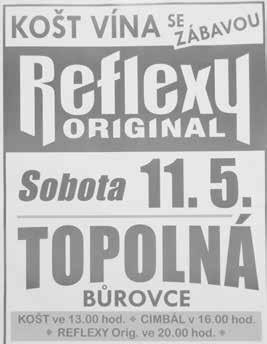 KOŠT VÍNA SE ZÁBAVOU
Reflexy
ORIGINAL
Sobota 11. 5.
TOPOLNÁ
BŮROVCE
KOŠT ve 13.00 hod. ❖ CIMBÁL v 16.00 hod.
❖ REFLEXY Orig. ve 20.00 hod. ❖